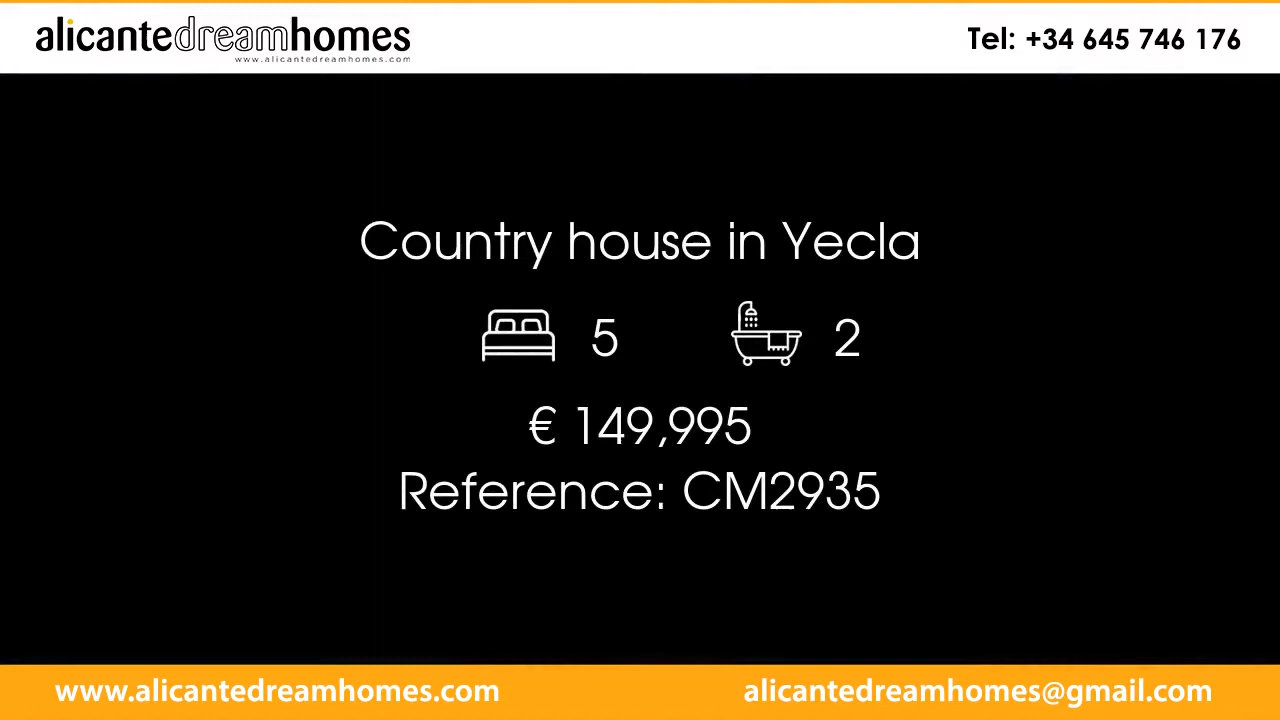 alicantedreamhomes
www.alicantedreamhomes.com
Tel: +34 645 746 176
Country house in Yecla
5 2
€ 149,995
Reference: CM2935
www.alicantedreamhomes.com
alicantedreamhomes@gmail.com